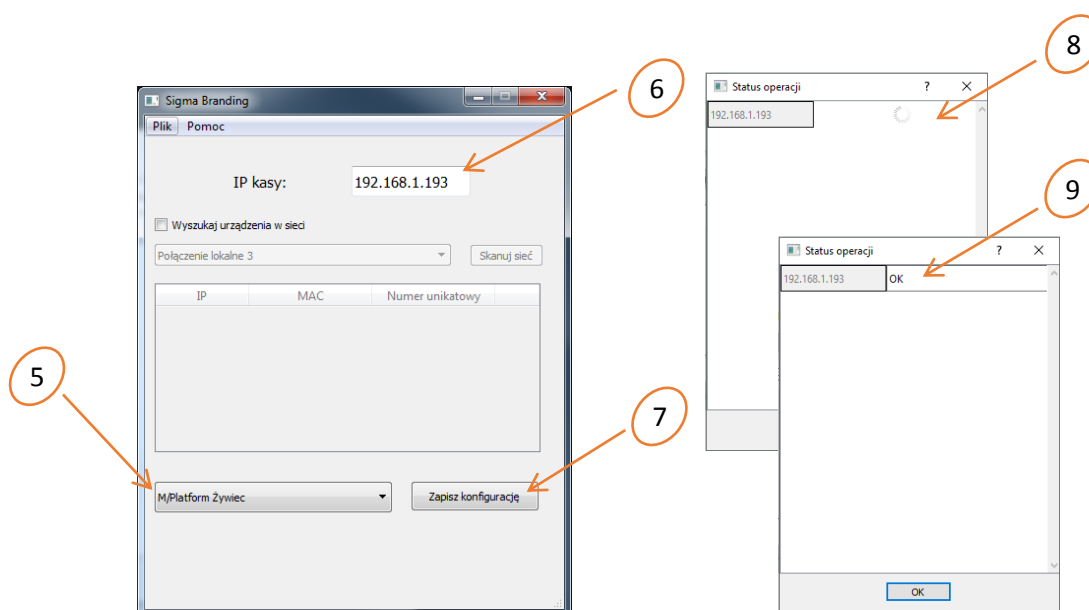 8
Sigma Branding
Plik Pomoc
6
Status operacji ?
192.168.1.193
IP kasy: 192.168.1.193
9
Wyszukaj urządzenia w sieci
Połączenie lokalne 3 Skanuj sieć
Status operacji ?
192.168.1.193 OK
IP MAC Numer unikatowy
5
7
M/Platform Żywiec Zapisz konfigurację
OK